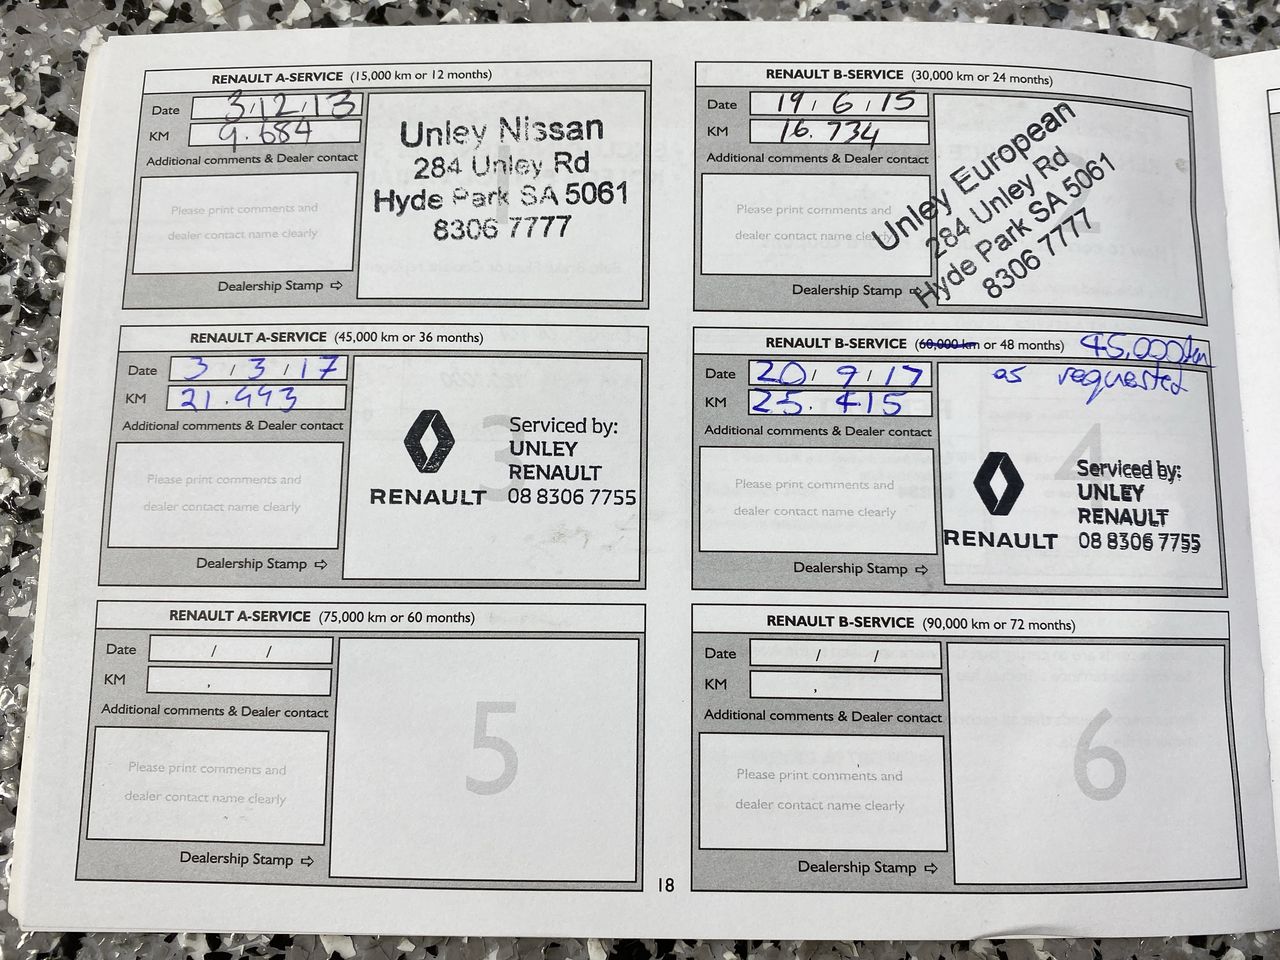 RENAULT A-SERVICE (15,000 km or 12 months)
Date 3/12/13
KM 9.684
Additional comments & Dealer contact
Please print comments and
dealer contact name clearly
Dealership Stamp ⇨
1
Unley Nissan
284 Unley Rd
Hyde Park SA 5061
8306 7777
RENAULT B-SERVICE (30,000 km or 24 months)
Date 19/6/15
KM 16.734
Additional comments & Dealer contact
Please print comments and
dealer contact name clearly
Dealership Stamp ⇨
2
Unley European
284 Unley Rd
Hyde Park SA 5061
8306 7777
RENAULT A-SERVICE (45,000 km or 36 months)
Date 3/3/17
KM 21.443
Additional comments & Dealer contact
Please print comments and
dealer contact name clearly
Dealership Stamp ⇨
3
RENAULT
Serviced by:
UNLEY
RENAULT
08 8306 7755
RENAULT B-SERVICE (60,000 km or 48 months) 45,000km
as requested
Date 20/9/17
KM 25.415
Additional comments & Dealer contact
Please print comments and
dealer contact name clearly
Dealership Stamp ⇨
4
RENAULT
Serviced by:
UNLEY
RENAULT
08 8306 7755
RENAULT A-SERVICE (75,000 km or 60 months)
Date / /
KM ,
Additional comments & Dealer contact
Please print comments and
dealer contact name clearly
Dealership Stamp ⇨
5
RENAULT B-SERVICE (90,000 km or 72 months)
Date / /
KM ,
Additional comments & Dealer contact
Please print comments and
dealer contact name clearly
Dealership Stamp ⇨
6
18